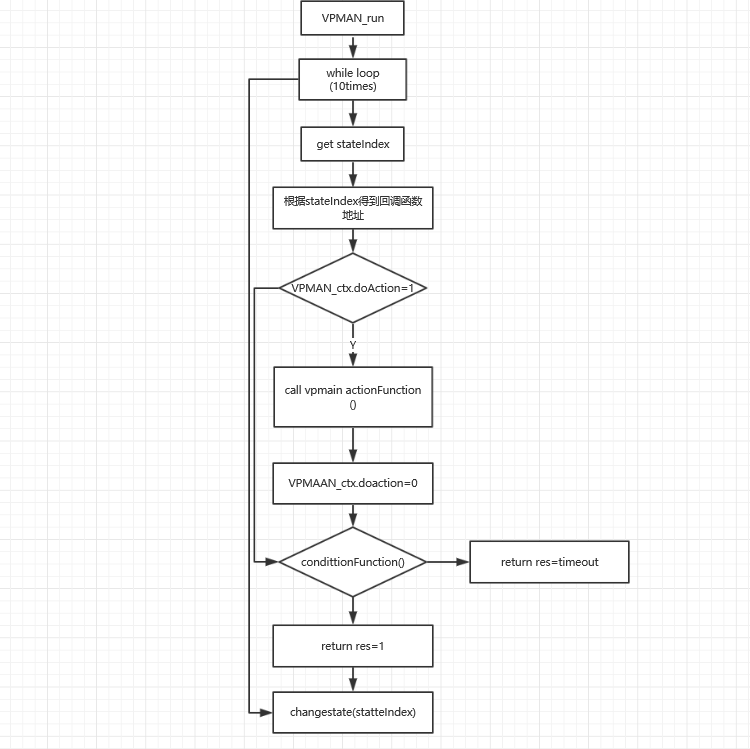 VPMAN_run
while loop
(10times)
get stateIndex
根据stateIndex得到回调函数
地址
VPMAN_ctx.doAction=1
Y
call vpmain actionFunction
()
VPMAAN_ctx.doaction=0
condittionFunction()
return res=timeout
return res=1
changestate(statteIndex)